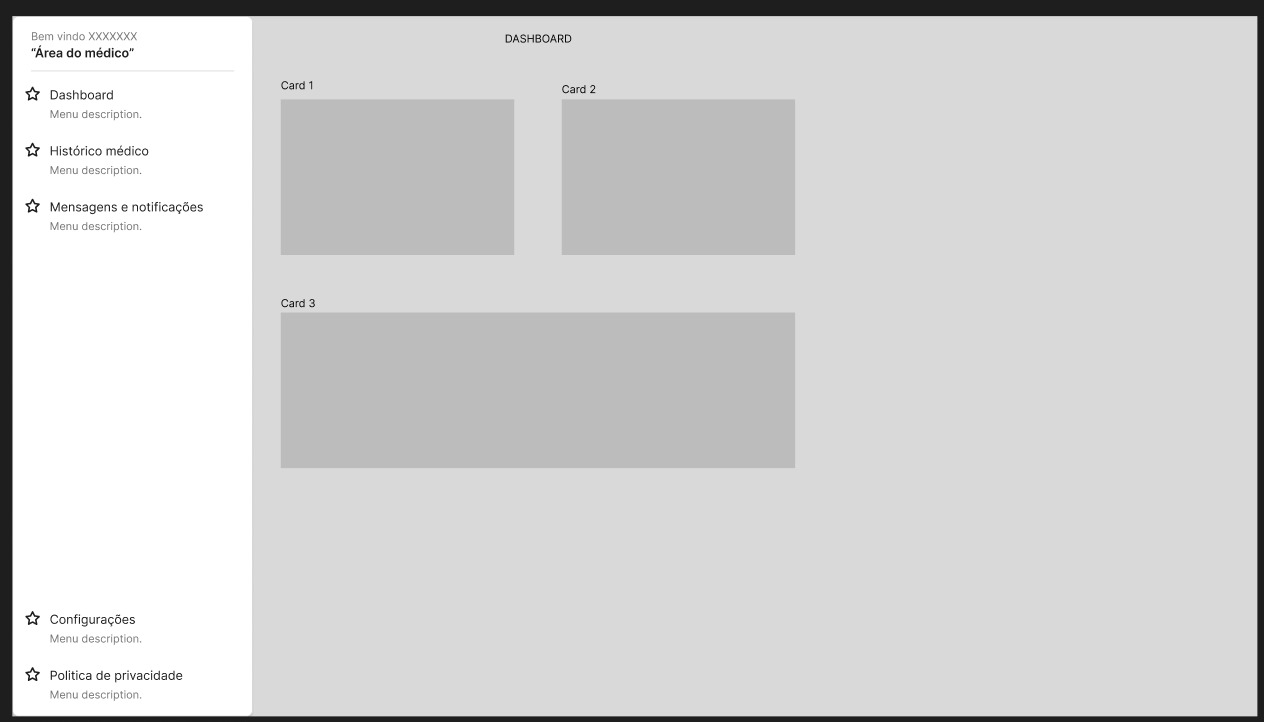 Bem vindo XXXXXXX
“Área do médico”
Dashboard
Menu description.
Histórico médico
Menu description.
Mensagens e notificações
Menu description.
Configurações
Menu description.
Politica de privacidade
Menu description.
DASHBOARD
Card 1
Card 2
Card 3